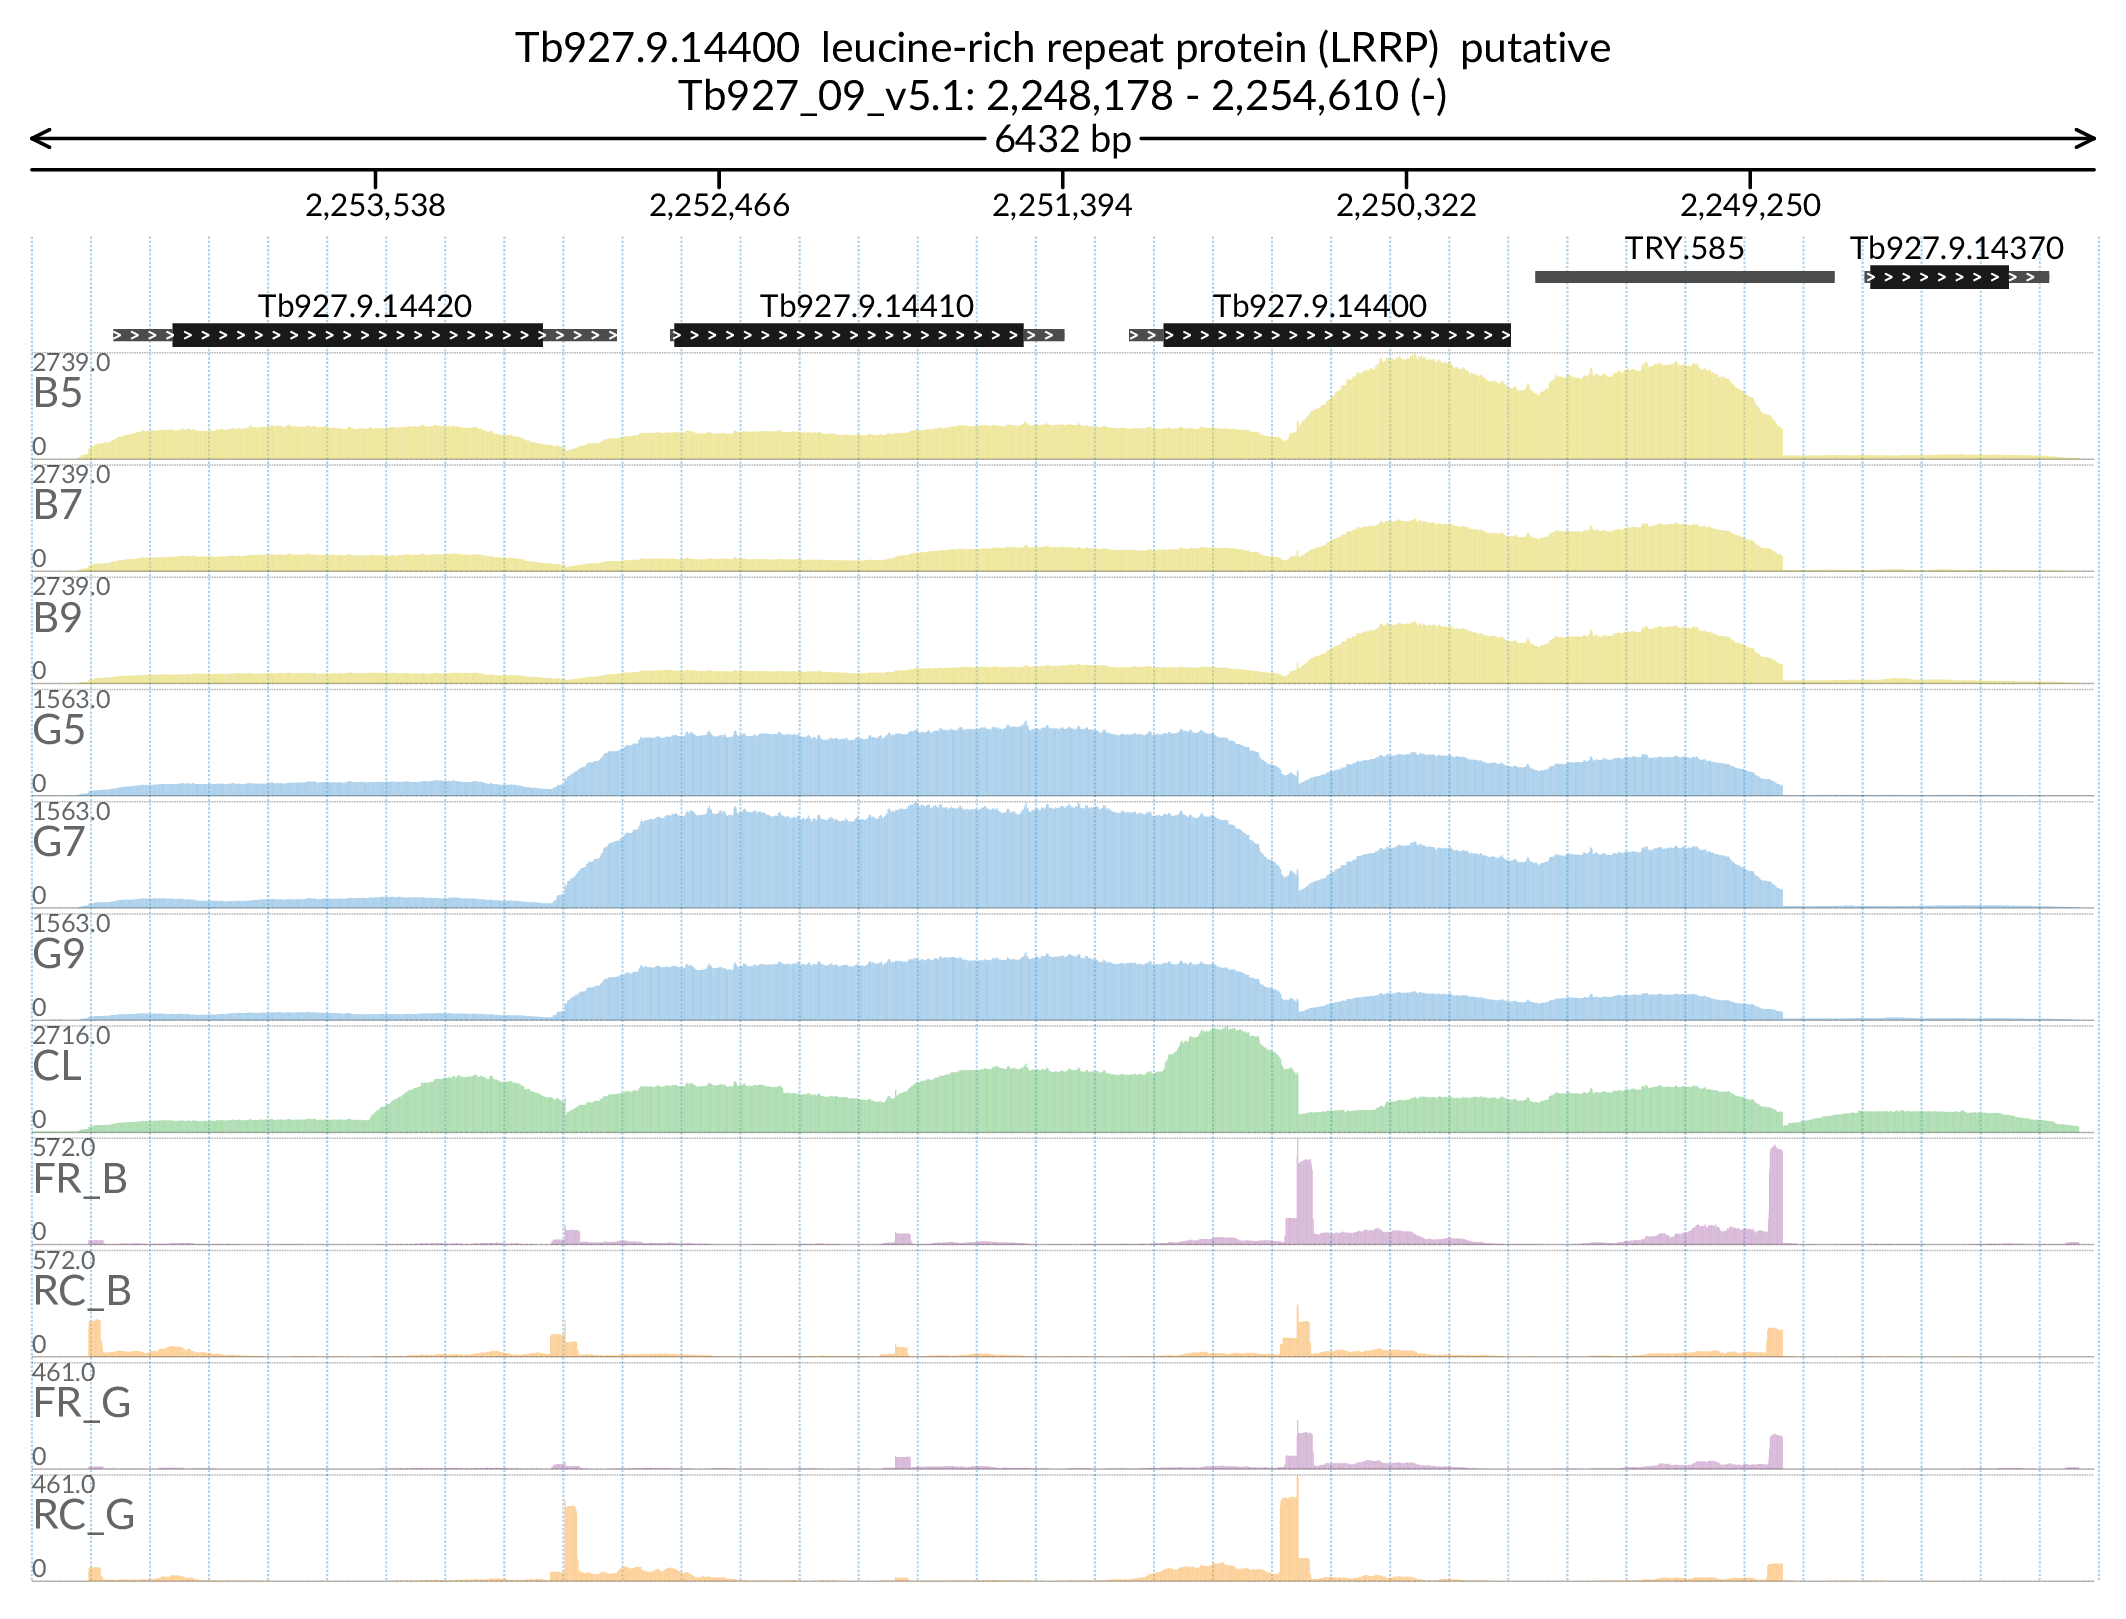 Tb927.9.14400 leucine-rich repeat protein (LRRP) putative
Tb927_09_v5.1: 2,248,178 - 2,254,610 (-)
6432 bp
2,253,538 2,252,466 2,251,394 2,250,322 2,249,250
TRY.585 Tb927.9.14370
Tb927.9.14420 Tb927.9.14410 Tb927.9.14400
2739.0
B5
0
2739.0
B7
0
2739.0
B9
0
1563.0
G5
0
1563.0
G7
0
1563.0
G9
0
2716.0
CL
0
572.0
FR_B
0
572.0
RC_B
0
461.0
FR_G
0
461.0
RC_G
0